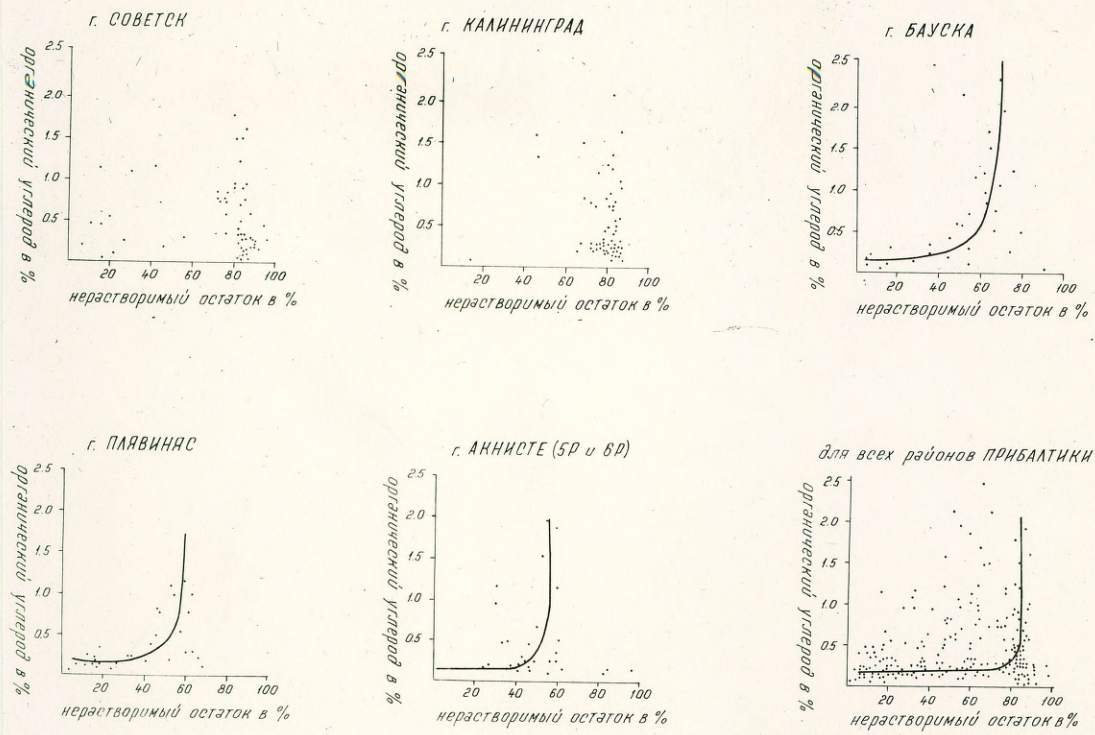 г. СОВЕТСК
органический углерод в %
2.5
2.0
1.5
1.0
0.5
20 40 60 80 100
нерастворимый остаток в %
г. КАЛИНИНГРАД
органический углерод в %
2.5
2.0
1.5
1.0
0.5
20 40 60 80 100
нерастворимый остаток в %
г. БАУСКА
органический углерод в %
2.5
2.0
1.5
1.0
0.5
20 40 60 80 100
нерастворимый остаток в %
г. ПЛЯВИНЯС
органический углерод в %
2.5
2.0
1.5
1.0
0.5
20 40 60 80 100
нерастворимый остаток в %
г. АКНИСТЕ (5Р и 6Р)
органический углерод в %
2.5
2.0
1.5
1.0
0.5
20 40 60 80 100
нерастворимый остаток в %
для всех районов ПРИБАЛТИКИ
органический углерод в %
2.5
2.0
1.5
1.0
0.5
20 40 60 80 100
нерастворимый остаток в %